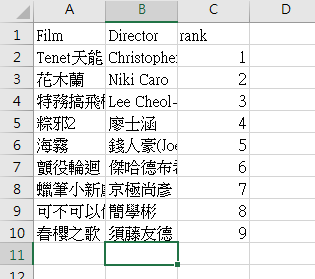 A B C D
1 Film Director rank
2 Tenet天能 Christopher 1
3 花木蘭 Niki Caro 2
4 特務搞飛機 Lee Cheol- 3
5 粽邪2 廖士涵 4
6 海霧 錢人豪(Joe 5
7 顫役輪迴 傑哈德布 6
8 蠟筆小新 京極尚彥 7
9 可不可以 簡學彬 8
10 春櫻之歌 須藤友德 9
11
12